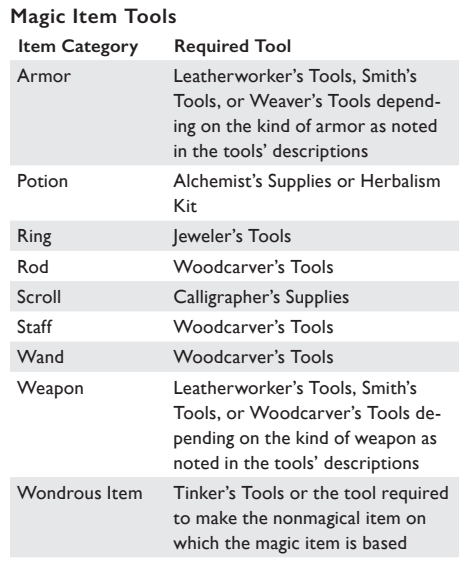 Magic Item Tools
Item Category Required Tool
Armor Leatherworker's Tools, Smith's
Tools, or Weaver's Tools depend-
ing on the kind of armor as noted
in the tools' descriptions
Potion Alchemist's Supplies or Herbalism
Kit
Ring Jeweler's Tools
Rod Woodcarver's Tools
Scroll Calligrapher's Supplies
Staff Woodcarver's Tools
Wand Woodcarver's Tools
Weapon Leatherworker's Tools, Smith's
Tools, or Woodcarver's Tools de-
pending on the kind of weapon as
noted in the tools' descriptions
Wondrous Item Tinker's Tools or the tool required
to make the nonmagical item on
which the magic item is based